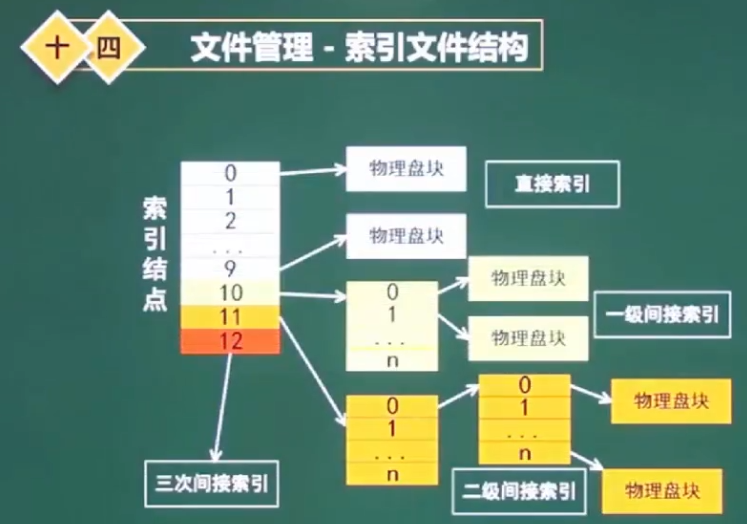 十 四
文件管理 - 索引文件结构
索引结点
0
1
2
...
9
10
11
12
物理盘块
直接索引
物理盘块
0
1
...
n
物理盘块
物理盘块
一级间接索引
0
1
...
n
0
1
...
n
物理盘块
物理盘块
二级间接索引
三次间接索引